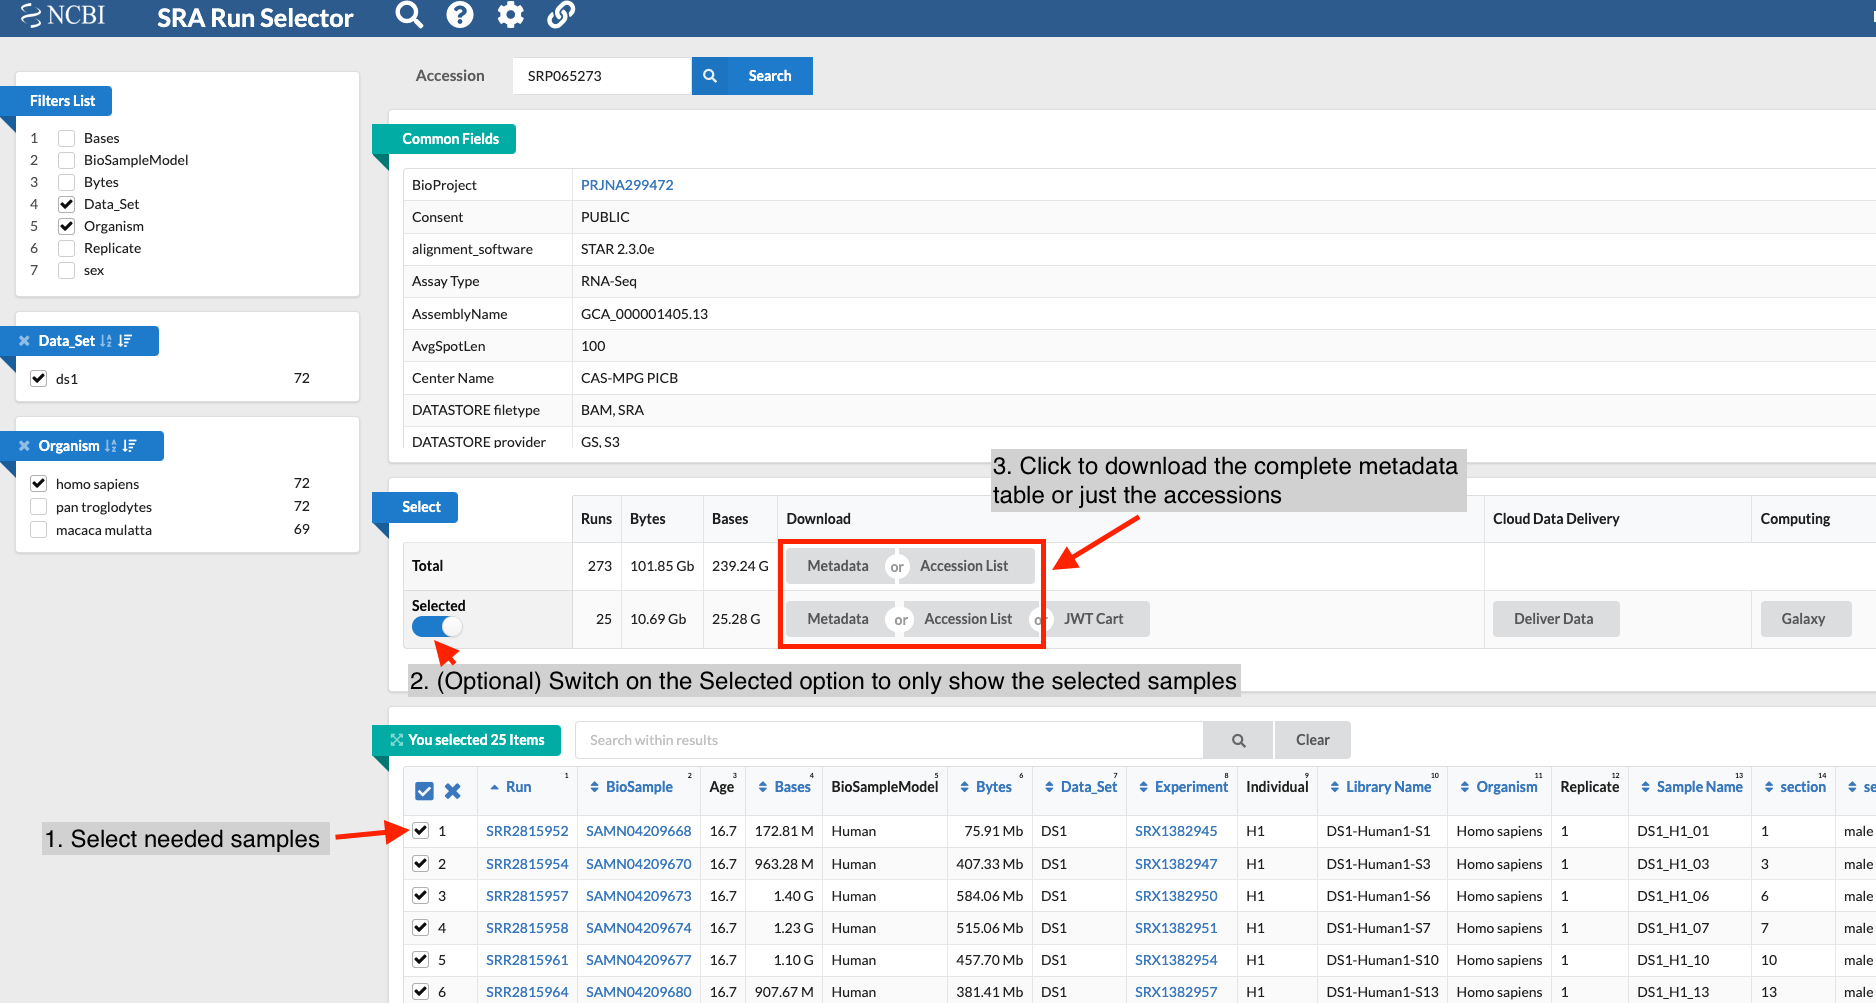 NCBI SRA Run Selector
Accession SRP065273 Search
Filters List
1 Bases
2 BioSampleModel
3 Bytes
4 Data_Set
5 Organism
6 Replicate
7 sex
Data_Set
ds1 72
Organism
homo sapiens 72
pan troglodytes 72
macaca mulatta 69
Common Fields
BioProject PRJNA299472
Consent PUBLIC
alignment_software STAR 2.3.0e
Assay Type RNA-Seq
AssemblyName GCA_000001405.13
AvgSpotLen 100
Center Name CAS-MPG PICB
DATASTORE filetype BAM, SRA
DATASTORE provider GS, S3
3. Click to download the complete metadata
table or just the accessions
Select
Runs Bytes Bases Download Cloud Data Delivery Computing
Total 273 101.85 Gb 239.24 G Metadata or Accession List
Selected 25 10.69 Gb 25.28 G Metadata or Accession List or JWT Cart Deliver Data Galaxy
2. (Optional) Switch on the Selected option to only show the selected samples
You selected 25 Items Search within results Clear
Run 1 BioSample 2 Age 3 Bases 4 BioSampleModel 5 Bytes 6 Data_Set 7 Experiment 8 Individual 9 Library Name 10 Organism 11 Replicate 12 Sample Name 13 section 14 se
1. Select needed samples
1 SRR2815952 SAMN04209668 16.7 172.81 M Human 75.91 Mb DS1 SRX1382945 H1 DS1-Human1-S1 Homo sapiens 1 DS1_H1_01 1 male
2 SRR2815954 SAMN04209670 16.7 963.28 M Human 407.33 Mb DS1 SRX1382947 H1 DS1-Human1-S3 Homo sapiens 1 DS1_H1_03 3 male
3 SRR2815957 SAMN04209673 16.7 1.40 G Human 584.06 Mb DS1 SRX1382950 H1 DS1-Human1-S6 Homo sapiens 1 DS1_H1_06 6 male
4 SRR2815958 SAMN04209674 16.7 1.23 G Human 515.06 Mb DS1 SRX1382951 H1 DS1-Human1-S7 Homo sapiens 1 DS1_H1_07 7 male
5 SRR2815961 SAMN04209677 16.7 1.10 G Human 457.70 Mb DS1 SRX1382954 H1 DS1-Human1-S10 Homo sapiens 1 DS1_H1_10 10 male
6 SRR2815964 SAMN04209680 16.7 907.67 M Human 381.41 Mb DS1 SRX1382957 H1 DS1-Human1-S13 Homo sapiens 1 DS1_H1_13 13 male